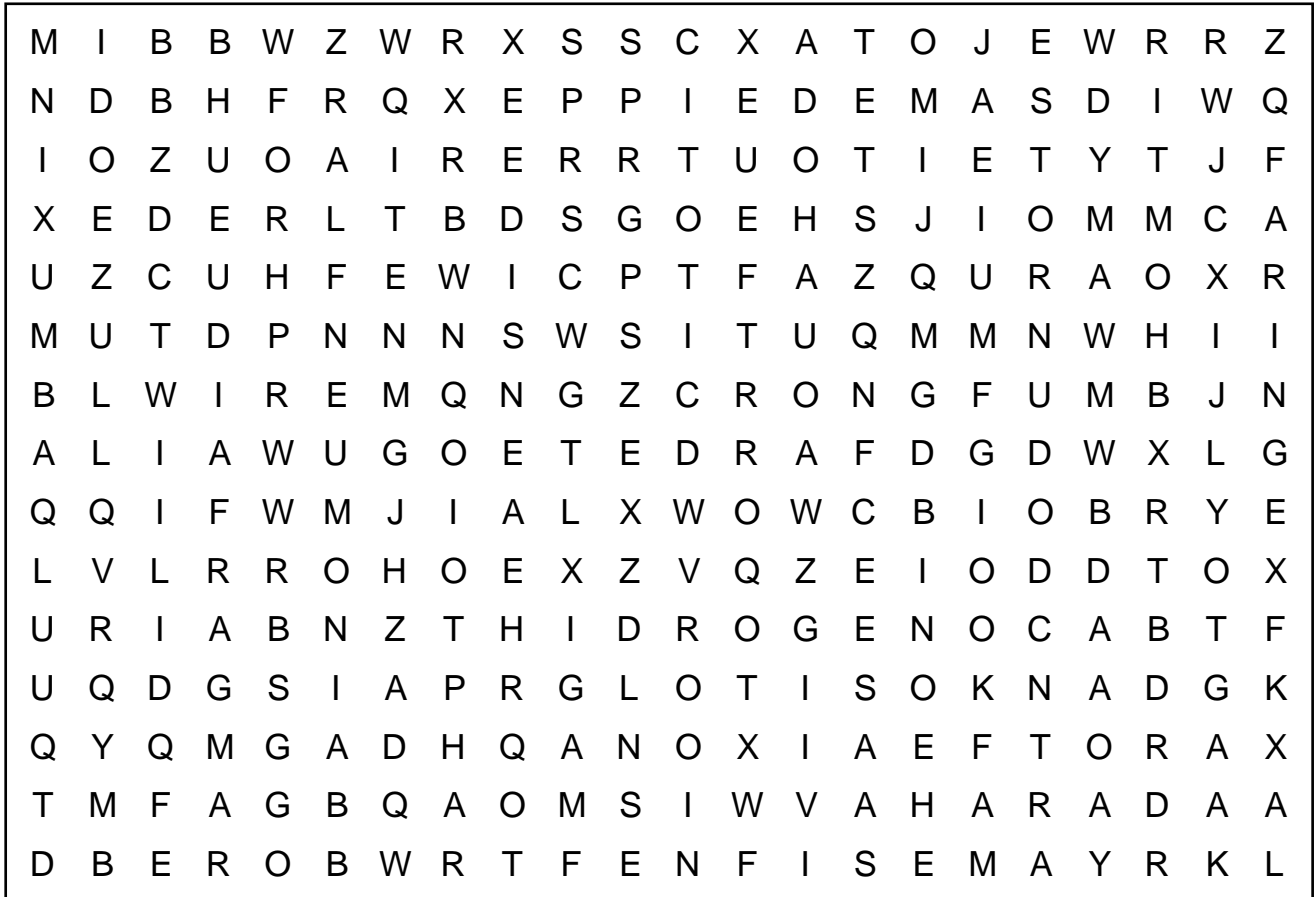 M I B B W Z W R X S S C X A T O J E W R R Z
N D B H F R Q X E P P I E D E M A S D I W Q
I O Z U O A I R E R R T U O T I E T Y T J F
X E D E R L T B D S G O E H S J I O M M C A
U Z C U H F E W I C P T F A Z Q U R A O X R
M U T D P N N N S W S I T U Q M M N W H I I
B L W I R E M Q N G Z C R O N G F U M B J N
A L I A W U G O E T E D R A F D G D W X L G
Q Q I F W M J I A L X W O W C B I O B R Y E
L V L R R O H O E X Z V Q Z E I O D D T O X
U R I A B N Z T H I D R O G E N O C A B T F
U Q D G S I A P R G L O T I S O K N A D G K
Q Y Q M G A D H Q A N O X I A E F T O R A X
T M F A G B Q A O M S I W V A H A R A D A A
D B E R O B W R T F E N F I S E M A Y R K L